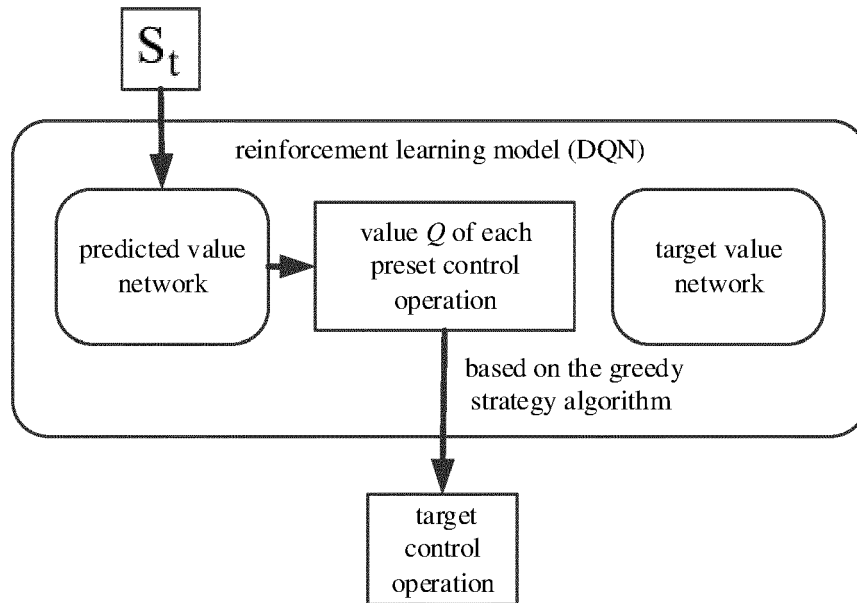 St
reinforcement learning model (DQN)
predicted value
network
value Q of each
preset control
operation
target value
network
based on the greedy
strategy algorithm
target
control
operation